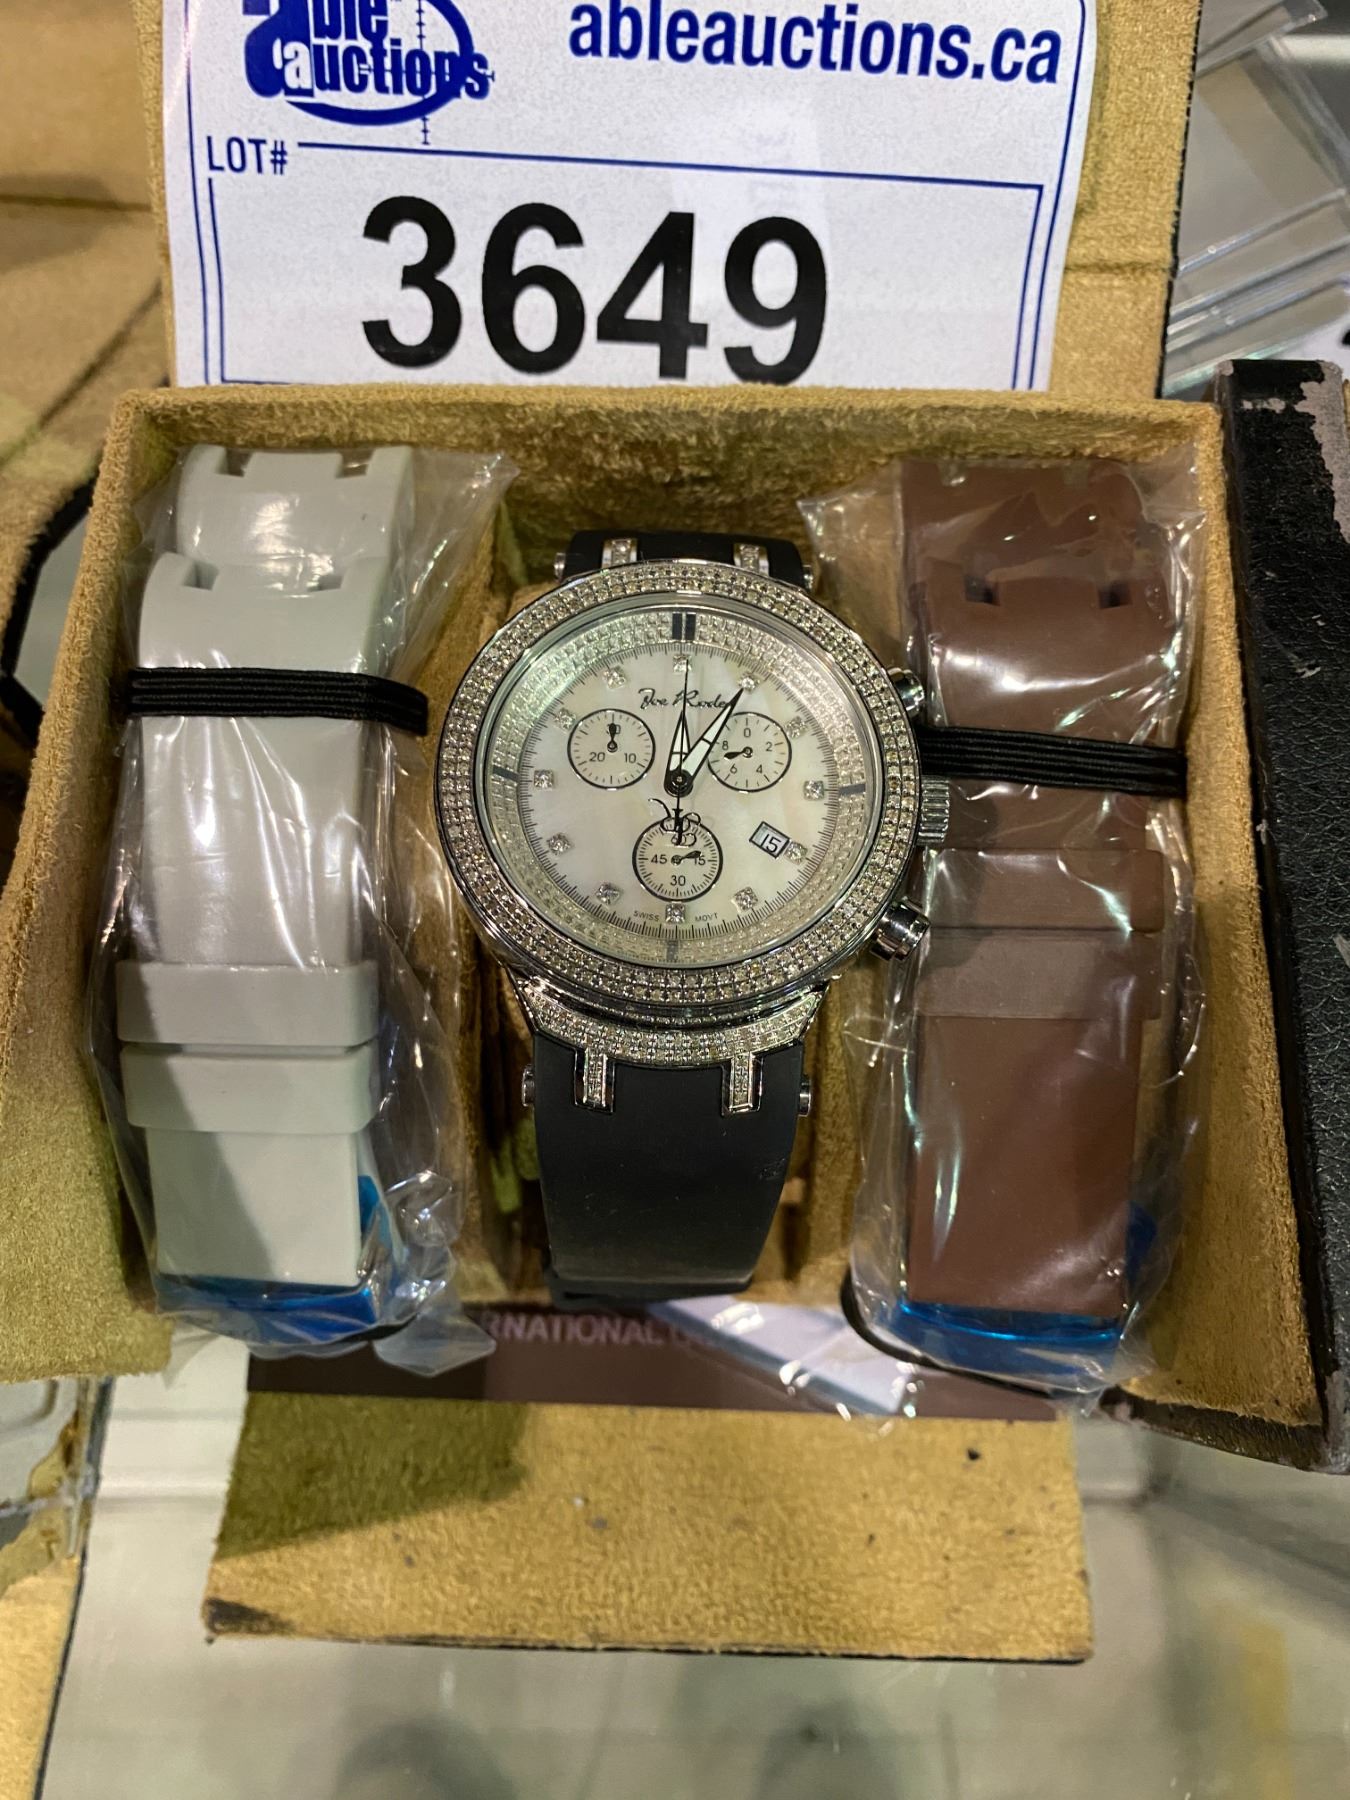 able
auctions
ableauctions.ca
LOT#
3649
Joe Rodeo
20 10
0
8 2
6 4
15
45 15
30
SWISS MOVT
RNATIONAL